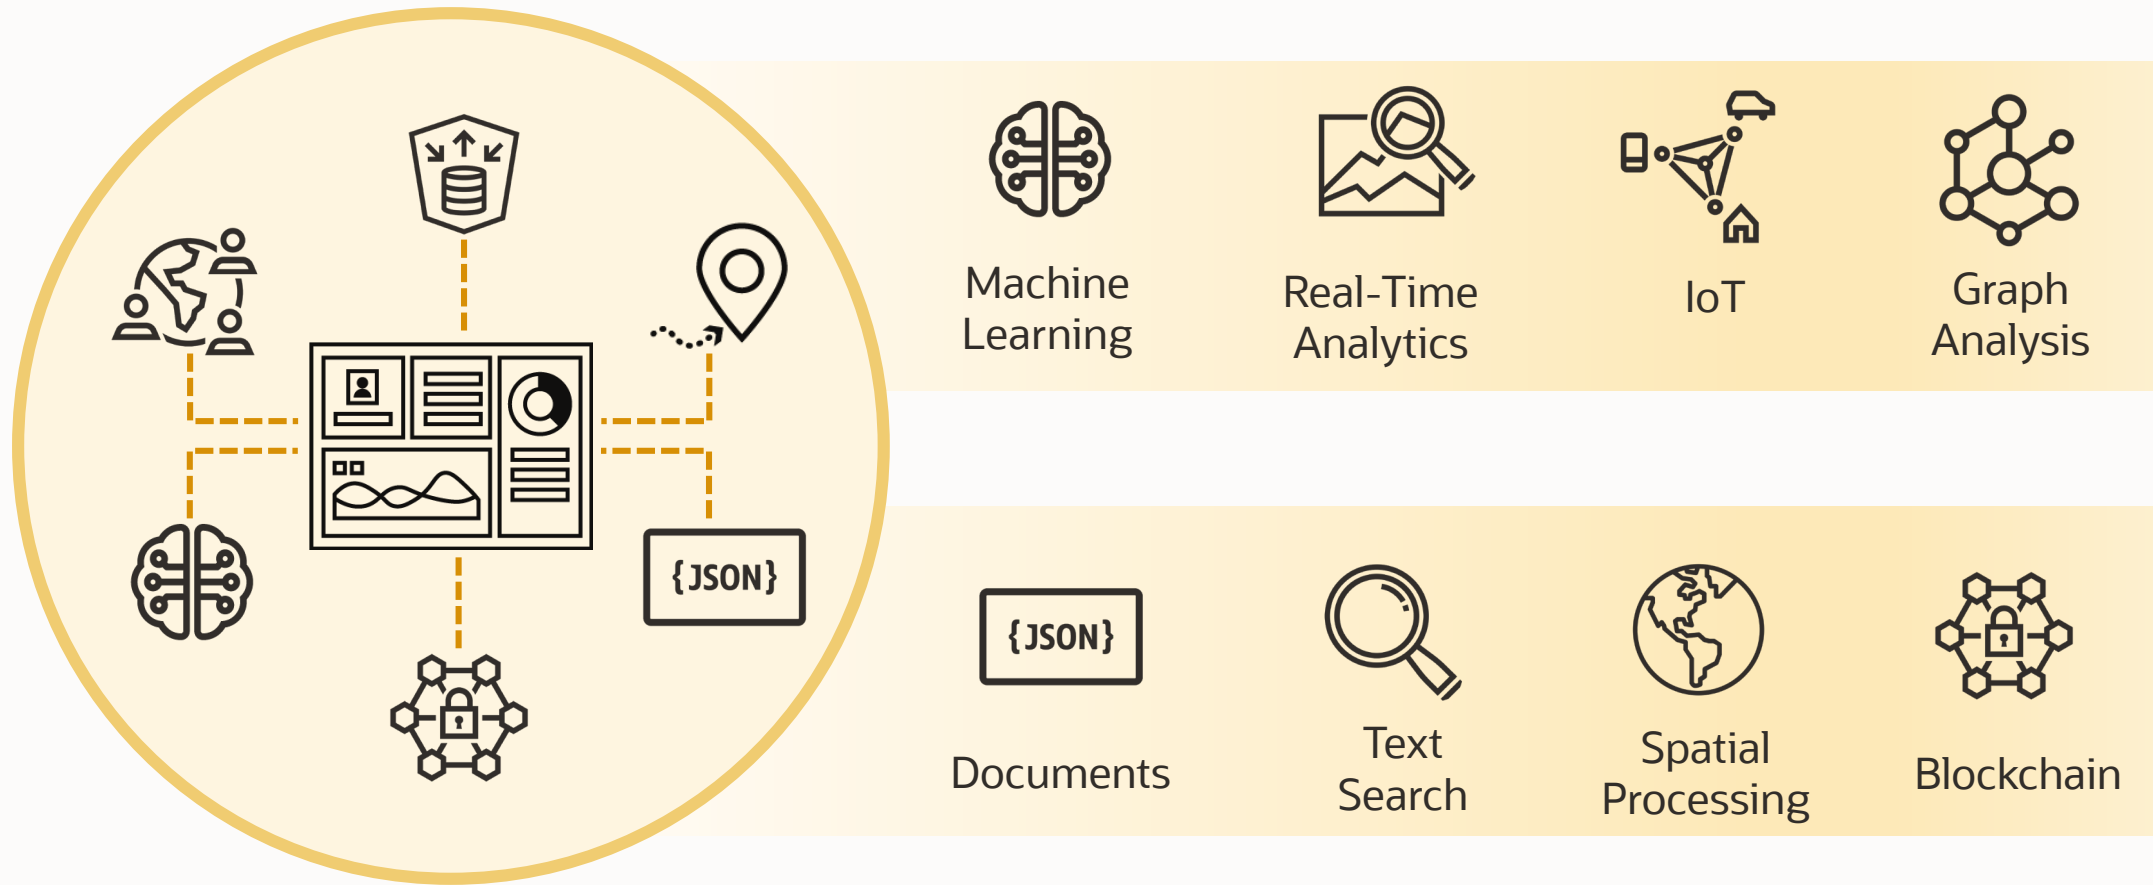 {JSON}
Machine
Learning
Real-Time
Analytics
IoT
Graph
Analysis
{JSON}
Documents
Text
Search
Spatial
Processing
Blockchain